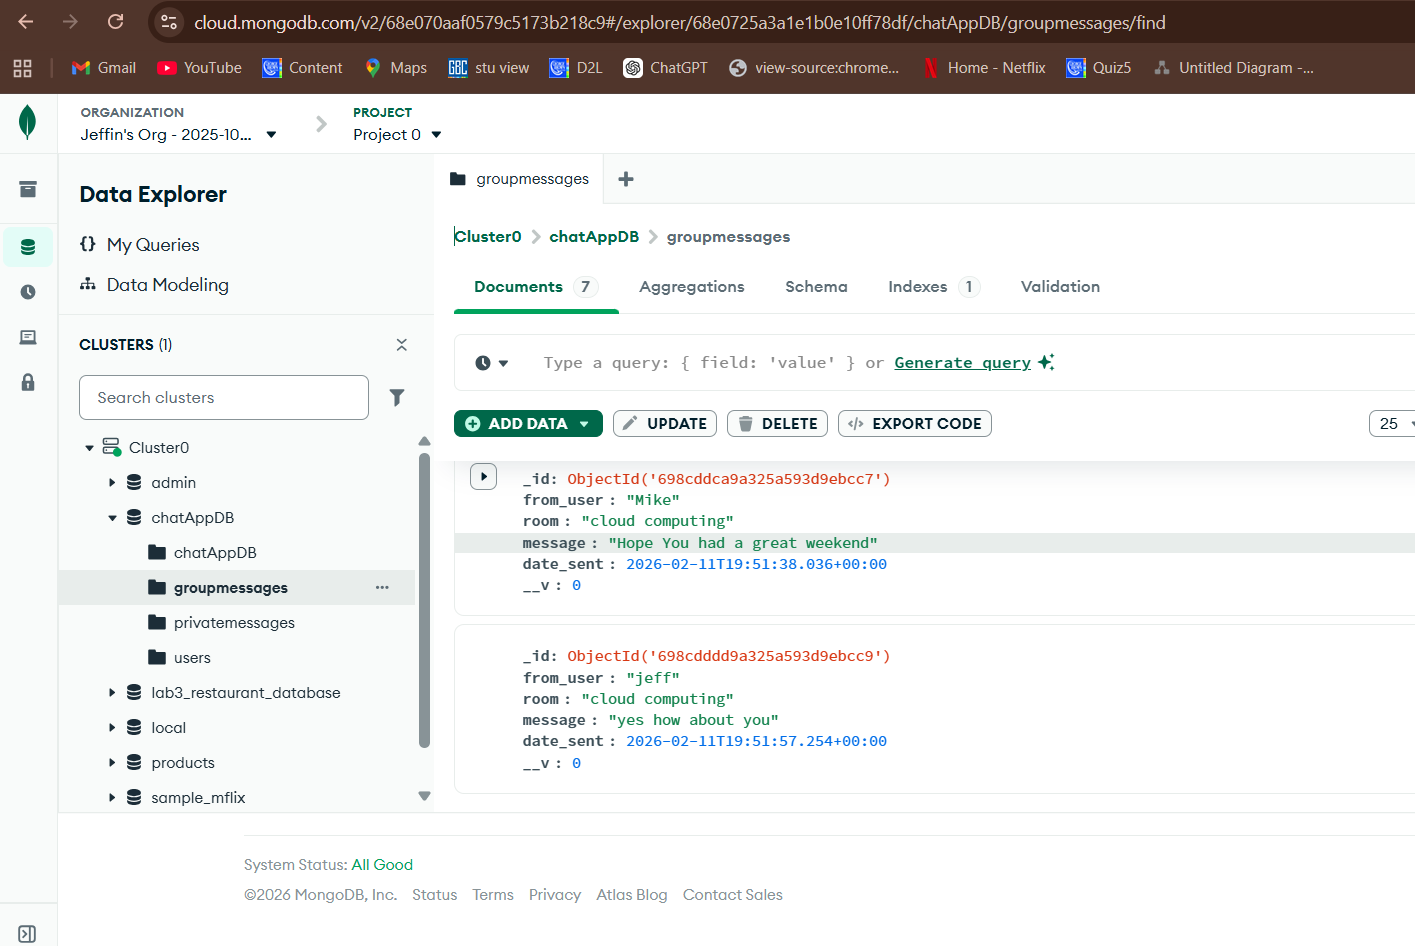 cloud.mongodb.com/v2/68e070aaf0579c5173b218c9#/explorer/68e0725a3a1e1b0e10ff78df/chatAppDB/groupmessages/find
Gmail YouTube Content Maps GBC stu view D2L ChatGPT view-source:chrome... Home - Netflix Quiz5 Untitled Diagram -...
ORGANIZATION
Jeffin's Org - 2025-10...
PROJECT
Project 0
Data Explorer
{} My Queries
Data Modeling
CLUSTERS (1)
Search clusters
Cluster0
admin
chatAppDB
chatAppDB
groupmessages ...
privatemessages
users
lab3_restaurant_database
local
products
sample_mflix
groupmessages +
Cluster0 > chatAppDB > groupmessages
Documents 7 Aggregations Schema Indexes 1 Validation
Type a query: { field: 'value' } or Generate query
ADD DATA UPDATE DELETE </> EXPORT CODE 25
_id: ObjectId('698cddca9a325a593d9ebcc7')
from_user : "Mike"
room : "cloud computing"
message : "Hope You had a great weekend"
date_sent : 2026-02-11T19:51:38.036+00:00
__v : 0
_id: ObjectId('698cdddd9a325a593d9ebcc9')
from_user : "jeff"
room : "cloud computing"
message : "yes how about you"
date_sent : 2026-02-11T19:51:57.254+00:00
__v : 0
System Status: All Good
©2026 MongoDB, Inc. Status Terms Privacy Atlas Blog Contact Sales